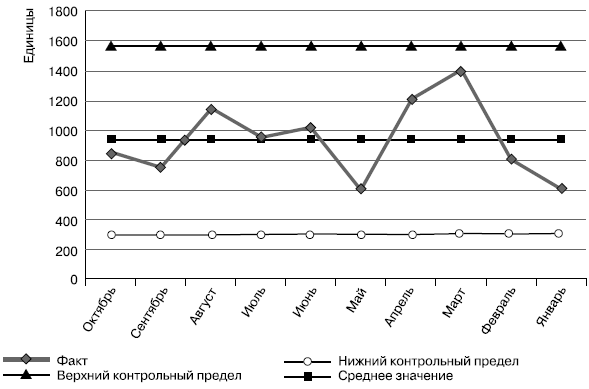 Единицы
1800
1600
1400
1200
1000
800
600
400
200
0
Октябрь
Сентябрь
Август
Июль
Июнь
Май
Апрель
Март
Февраль
Январь
Факт
Верхний контрольный предел
Нижний контрольный предел
Среднее значение